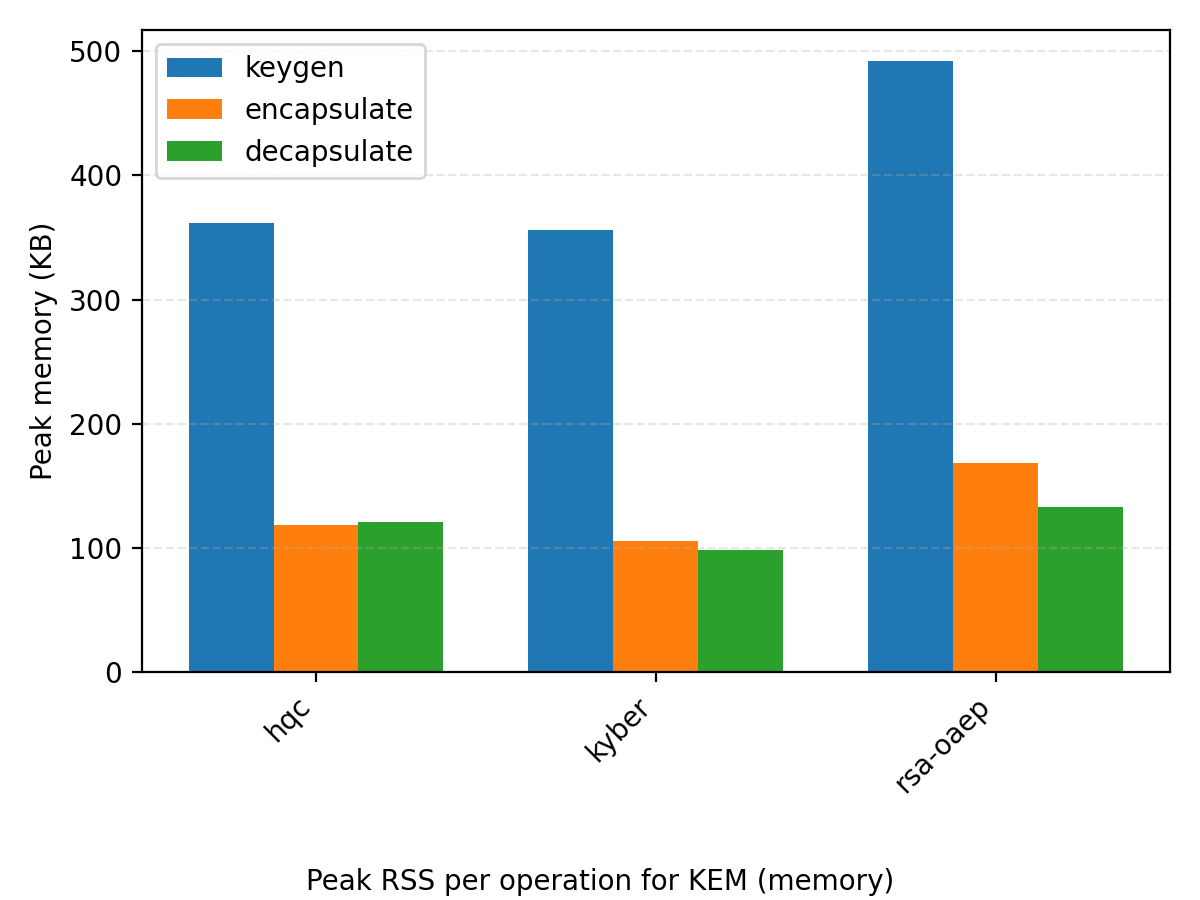 500
400
300
200
100
0
Peak memory (KB)
keygen
encapsulate
decapsulate
hqc
kyber
rsa-oaep
Peak RSS per operation for KEM (memory)